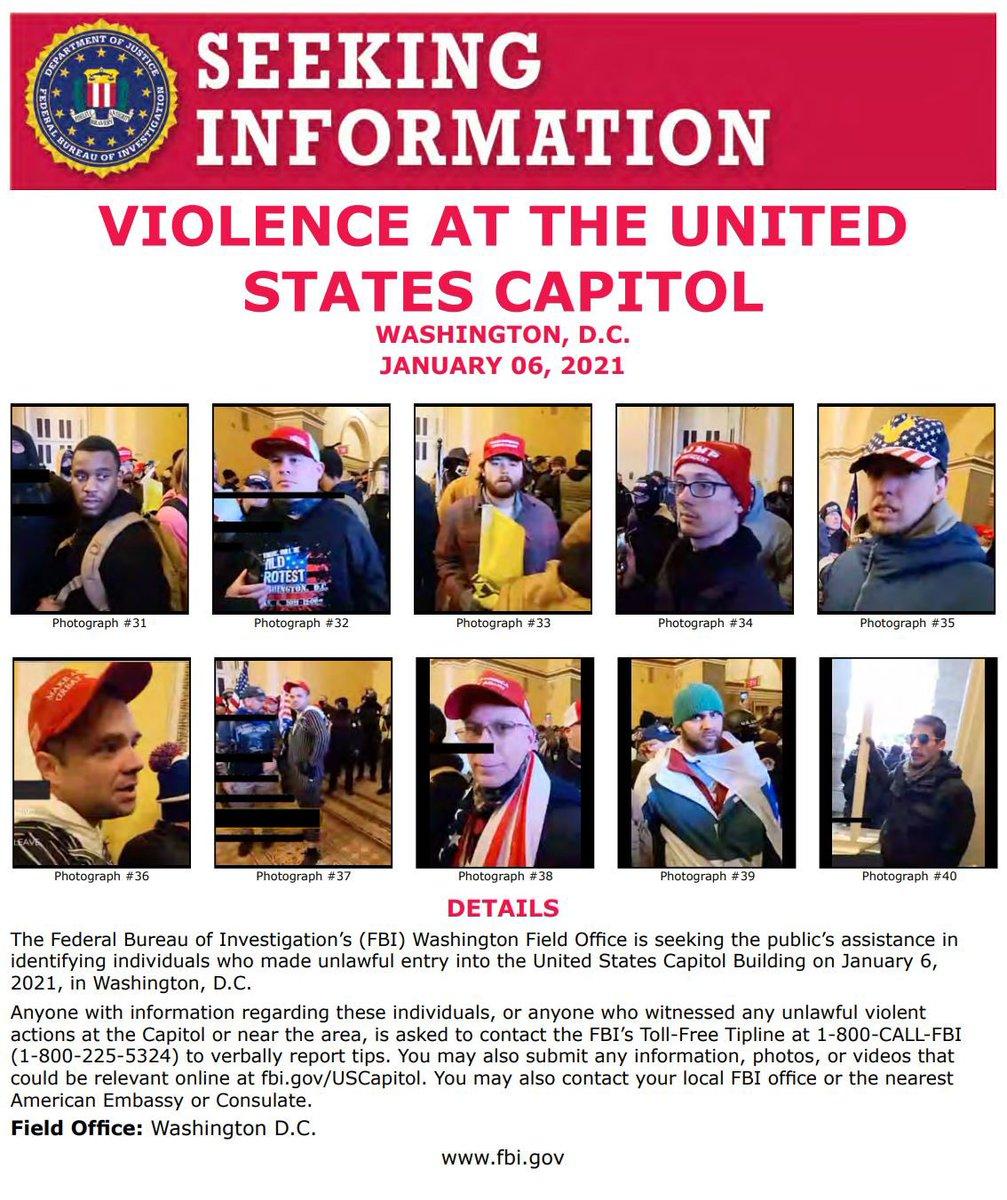 DEPARTMENT OF JUSTICE
FEDERAL BUREAU OF INVESTIGATION
SEEKING
INFORMATION
VIOLENCE AT THE UNITED
STATES CAPITOL
WASHINGTON, D.C.
JANUARY 06, 2021
WILD
PROTEST
WASHINGTON, D.C.
TRUMP
Photograph #31
Photograph #32
Photograph #33
Photograph #34
Photograph #35
MAKE A
GREAT
LEAVE
Photograph #36
Photograph #37
Photograph #38
Photograph #39
Photograph #40
DETAILS
The Federal Bureau of Investigation’s (FBI) Washington Field Office is seeking the public’s assistance in
identifying individuals who made unlawful entry into the United States Capitol Building on January 6,
2021, in Washington, D.C.
Anyone with information regarding these individuals, or anyone who witnessed any unlawful violent
actions at the Capitol or near the area, is asked to contact the FBI’s Toll-Free Tipline at 1-800-CALL-FBI
(1-800-225-5324) to verbally report tips. You may also submit any information, photos, or videos that
could be relevant online at fbi.gov/USCapitol. You may also contact your local FBI office or the nearest
American Embassy or Consulate.
Field Office: Washington D.C.
www.fbi.gov